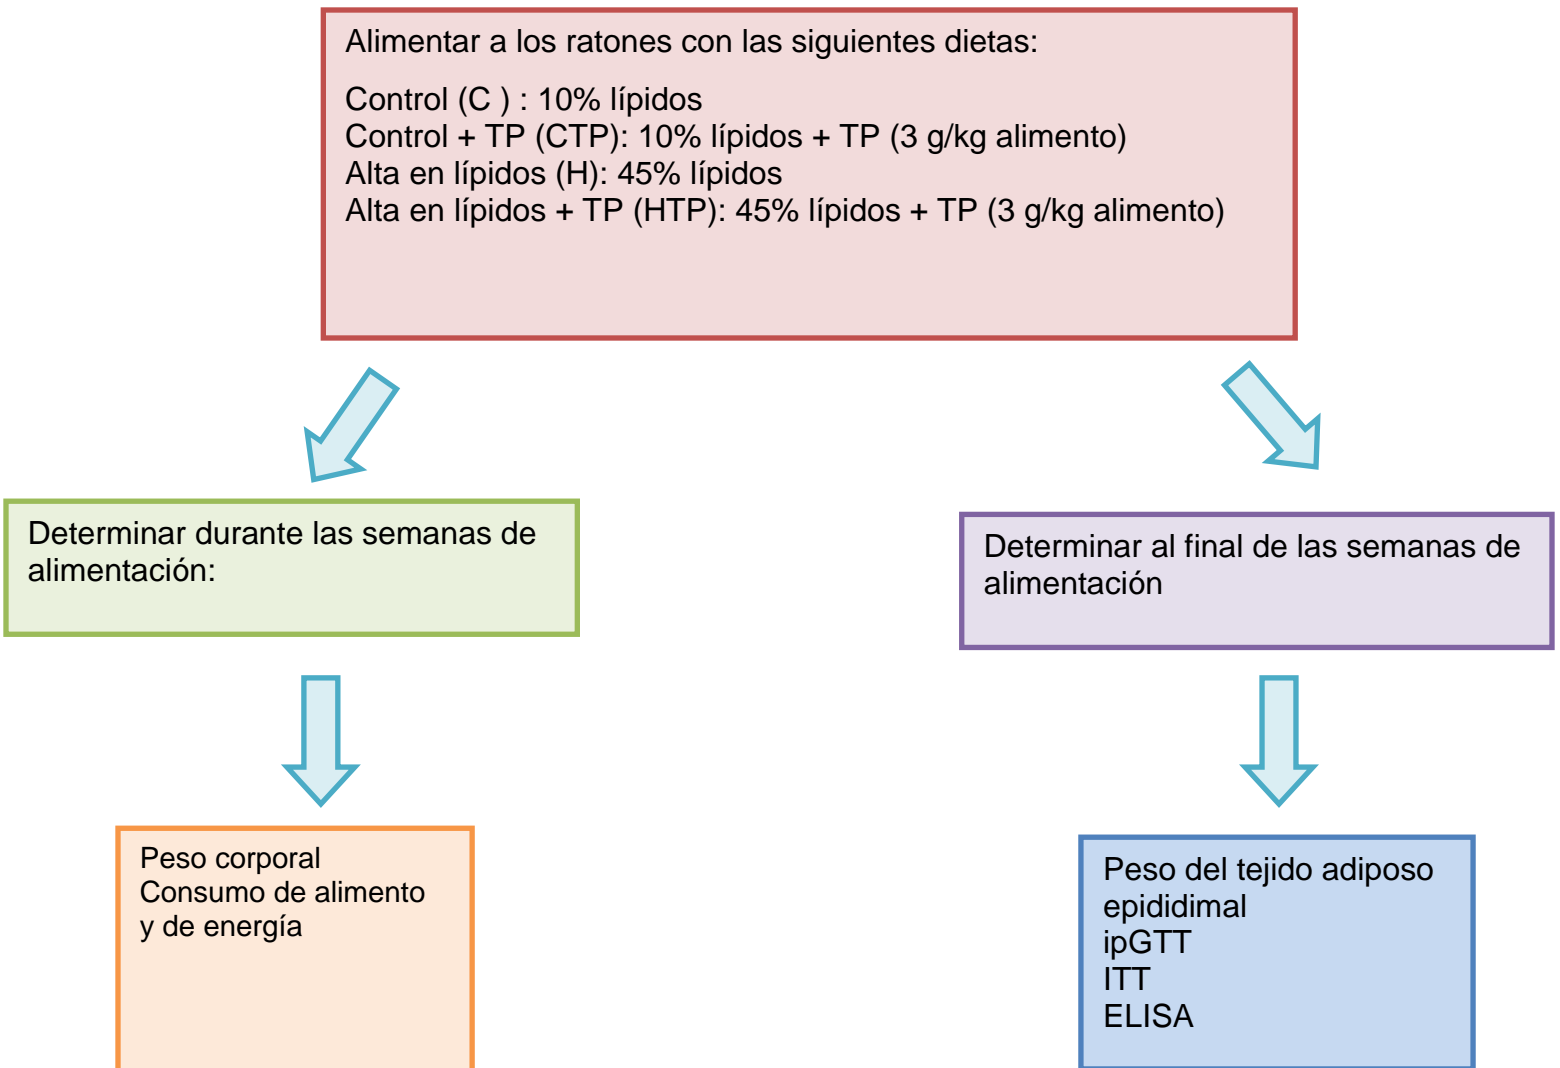 Alimentar a los ratones con las siguientes dietas:
Control (C ) : 10% lípidos
Control + TP (CTP): 10% lípidos + TP (3 g/kg alimento)
Alta en lípidos (H): 45% lípidos
Alta en lípidos + TP (HTP): 45% lípidos + TP (3 g/kg alimento)
Determinar durante las semanas de
alimentación:
Determinar al final de las semanas de
alimentación
Peso corporal
Consumo de alimento
y de energía
Peso del tejido adiposo
epididimal
ipGTT
ITT
ELISA